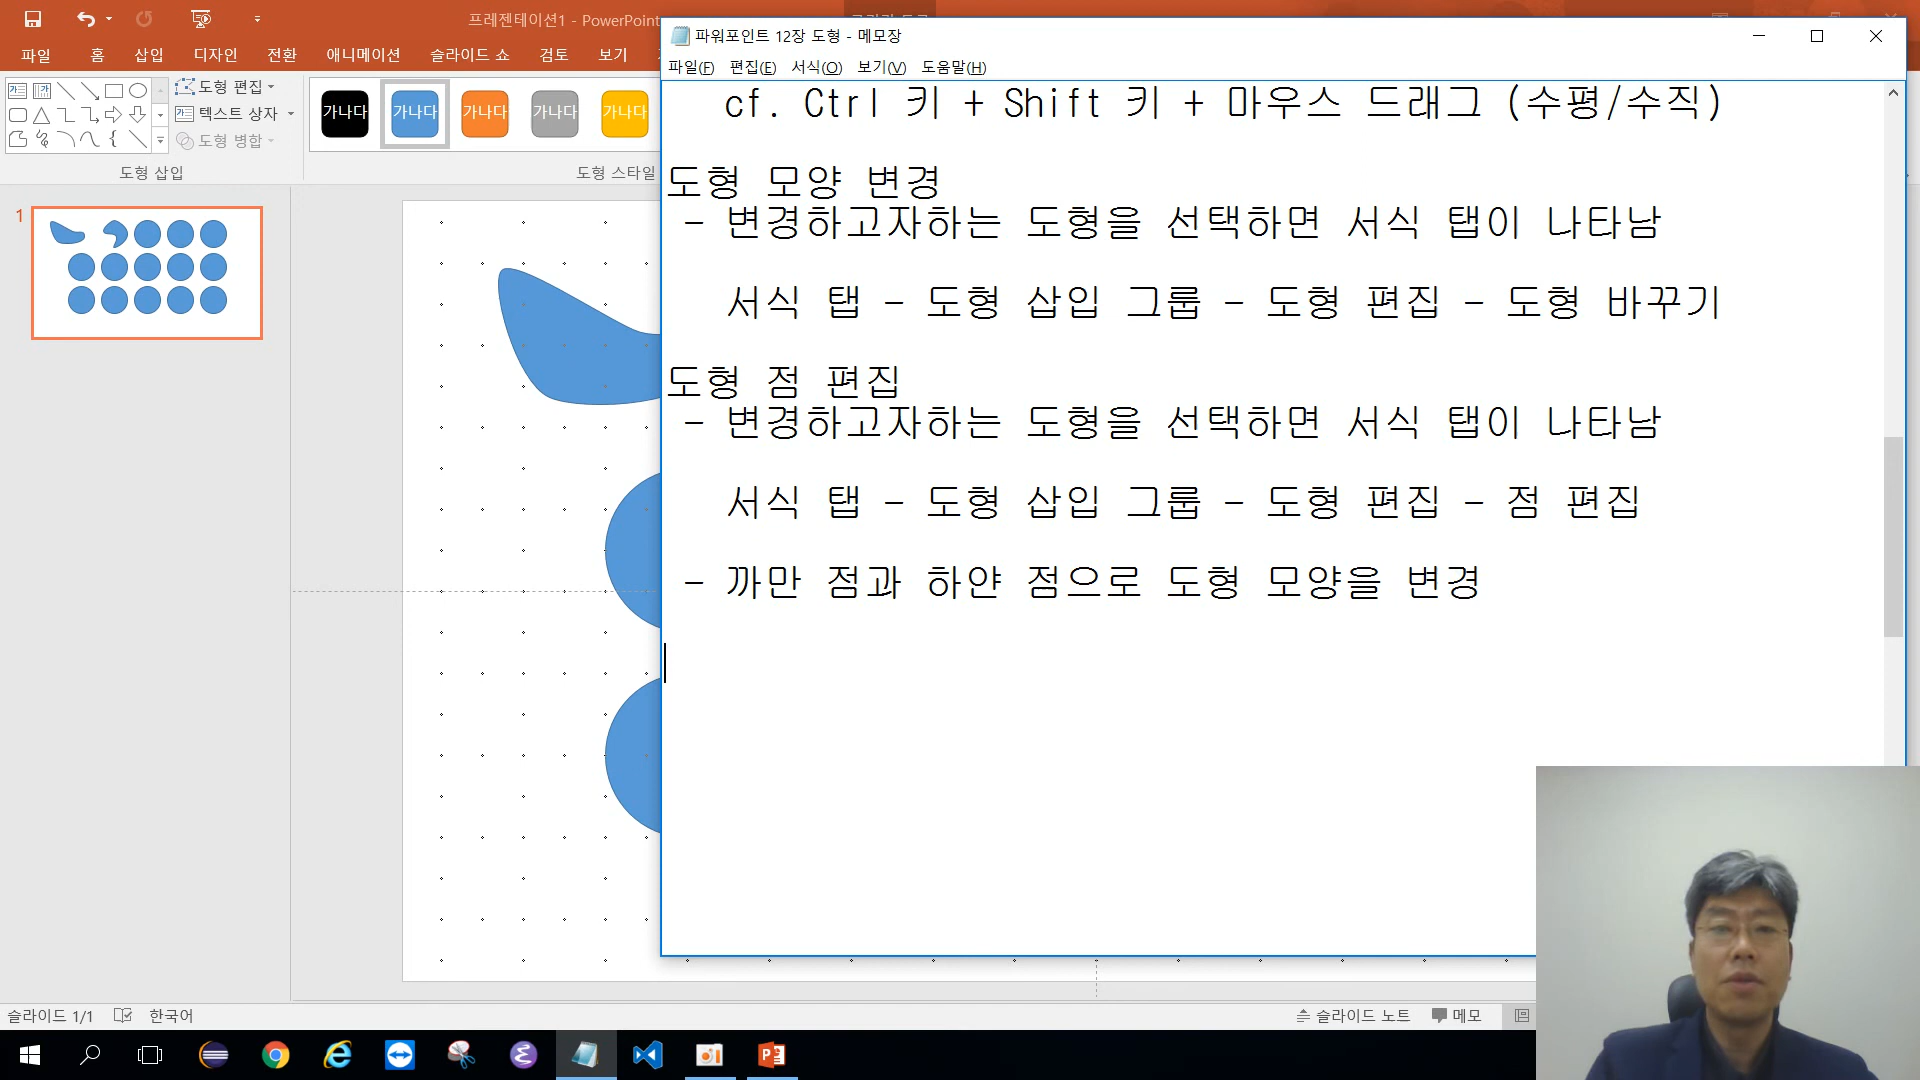 프레젠테이션1 - PowerPoint
파일 홈 삽입 디자인 전환 애니메이션 슬라이드 쇼 검토 보기
도형 편집
텍스트 상자
도형 병합
도형 삽입
가나다 가나다 가나다 가나다 가나다
도형 스타일
1
파워포인트 12장 도형 - 메모장
파일(F) 편집(E) 서식(O) 보기(V) 도움말(H)
cf. Ctrl 키 + Shift 키 + 마우스 드래그 (수평/수직)
도형 모양 변경
- 변경하고자하는 도형을 선택하면 서식 탭이 나타남
서식 탭 - 도형 삽입 그룹 - 도형 편집 - 도형 바꾸기
도형 점 편집
- 변경하고자하는 도형을 선택하면 서식 탭이 나타남
서식 탭 - 도형 삽입 그룹 - 도형 편집 - 점 편집
- 까만 점과 하얀 점으로 도형 모양을 변경
슬라이드 1/1 한국어
슬라이드 노트 메모